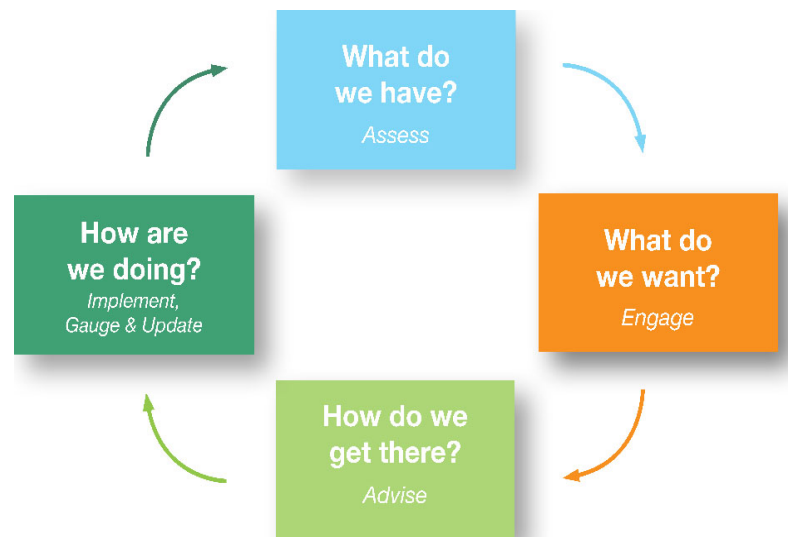 What do
we have?
Assess
What do
we want?
Engage
How do we
get there?
Advise
How are
we doing?
Implement,
Gauge & Update